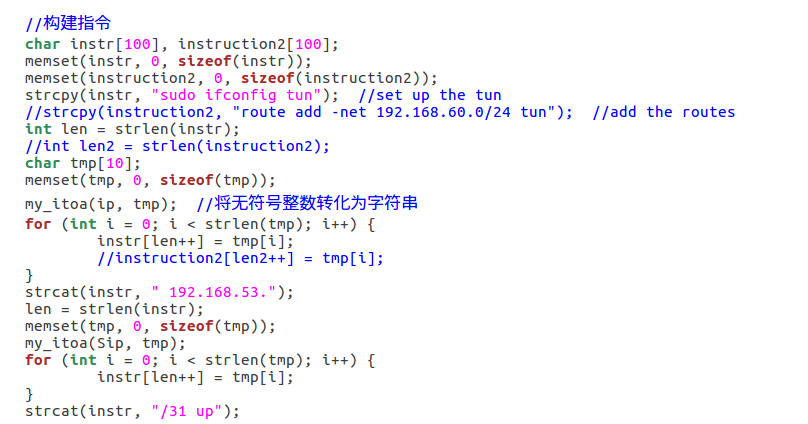 //构建指令
char instr[100], instruction2[100];
memset(instr, 0, sizeof(instr));
memset(instruction2, 0, sizeof(instruction2));
strcpy(instr, "sudo ifconfig tun");  //set up the tun
//strcpy(instruction2, "route add -net 192.168.60.0/24 tun");  //add the routes
int len = strlen(instr);
//int len2 = strlen(instruction2);
char tmp[10];
memset(tmp, 0, sizeof(tmp));
my_itoa(ip, tmp);  //将无符号整数转化为字符串
for (int i = 0; i < strlen(tmp); i++) {
        instr[len++] = tmp[i];
        //instruction2[len2++] = tmp[i];
}
strcat(instr, " 192.168.53.");
len = strlen(instr);
memset(tmp, 0, sizeof(tmp));
my_itoa(Sip, tmp);
for (int i = 0; i < strlen(tmp); i++) {
        instr[len++] = tmp[i];
}
strcat(instr, "/31 up");